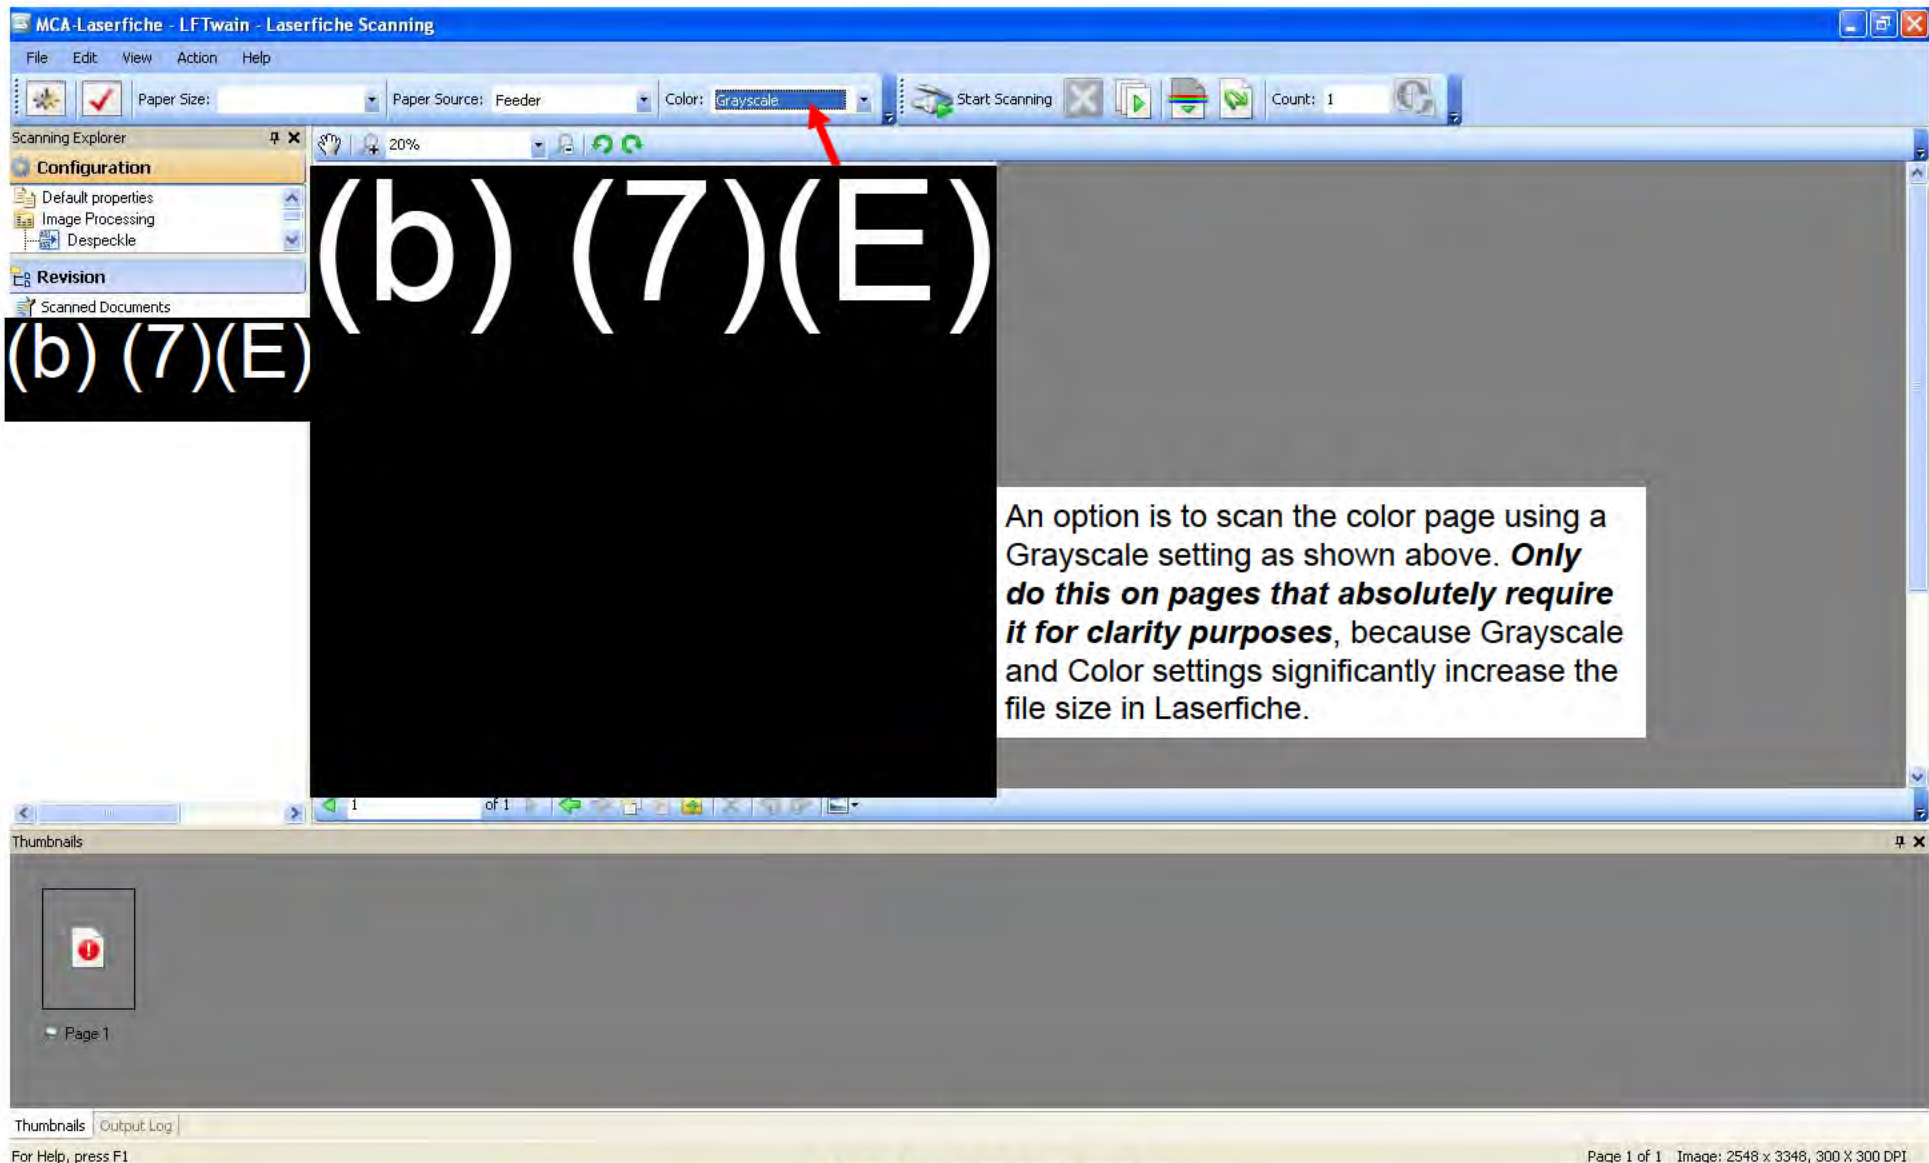 MCA-Laserfiche - LFTwain - Laserfiche Scanning
File Edit View Action Help
Paper Size: Paper Source: Feeder Color: Grayscale Start Scanning Count: 1
Scanning Explorer
20%
Configuration
Default properties
Image Processing
Despeckle
Revision
Scanned Documents
(b) (7)(E)
(b) (7)(E)
An option is to scan the color page using a
Grayscale setting as shown above. Only
do this on pages that absolutely require
it for clarity purposes, because Grayscale
and Color settings significantly increase the
file size in Laserfiche.
1 of 1
Thumbnails
Page 1
Thumbnails Output Log
For Help, press F1
Page 1 of 1 Image: 2548 x 3348, 300 X 300 DPI